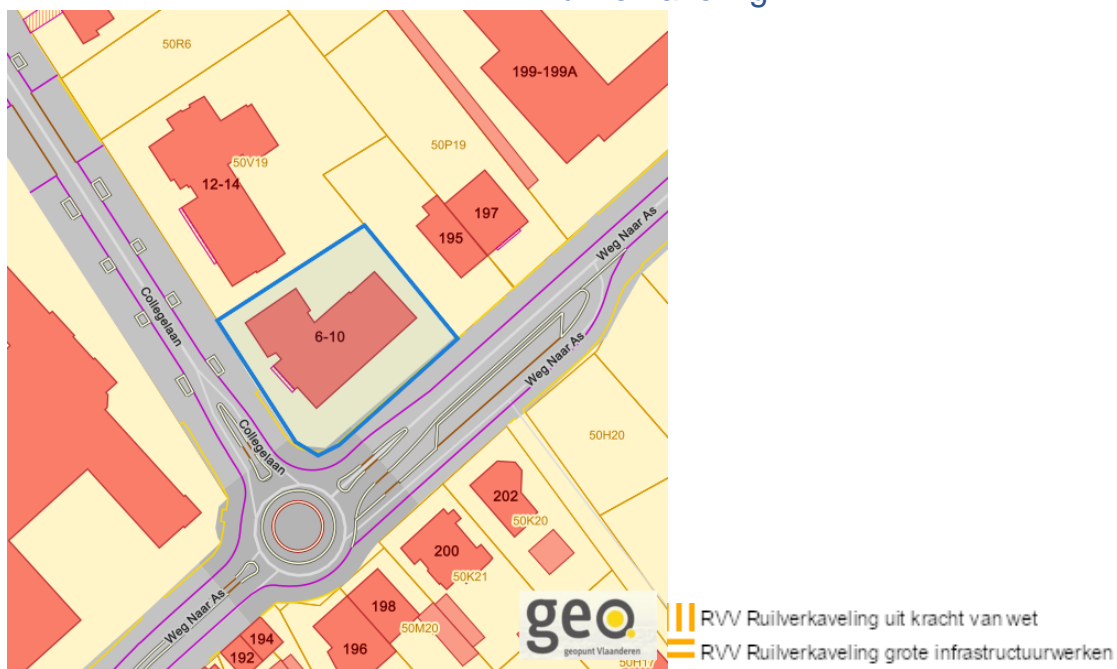 50R6
199-199A
50P19
50V19
12-14
197
195
Weg Naar As
Collegelaan
6-10
Weg Naar As
50H20
Collegelaan
202
50K20
200
50K21
198
50M20
194
196
192
Weg Naar As
50H17
geo
geopunt Vlaanderen
RVV Ruilverkaveling uit kracht van wet
RVV Ruilverkaveling grote infrastructuurwerken